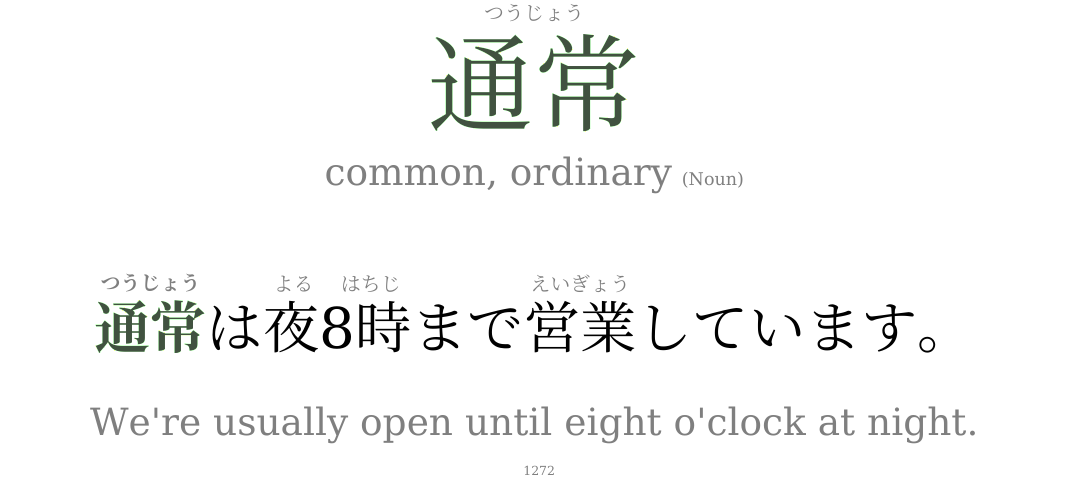 つうじょう
通常
common, ordinary (Noun)
つうじょう よる はちじ えいぎょう
通常は夜8時まで営業しています。
We're usually open until eight o'clock at night.
1272